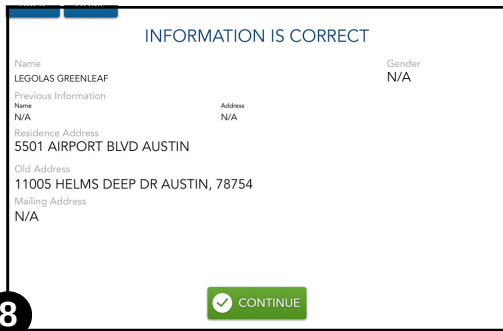 INFORMATION IS CORRECT
Name
Gender
LEGOLAS GREENLEAF
N/A
Previous Information
Name
Address
N/A
N/A
Residence Address
5501 AIRPORT BLVD AUSTIN
Old Address
11005 HELMS DEEP DR AUSTIN, 78754
Mailing Address
N/A
CONTINUE
8